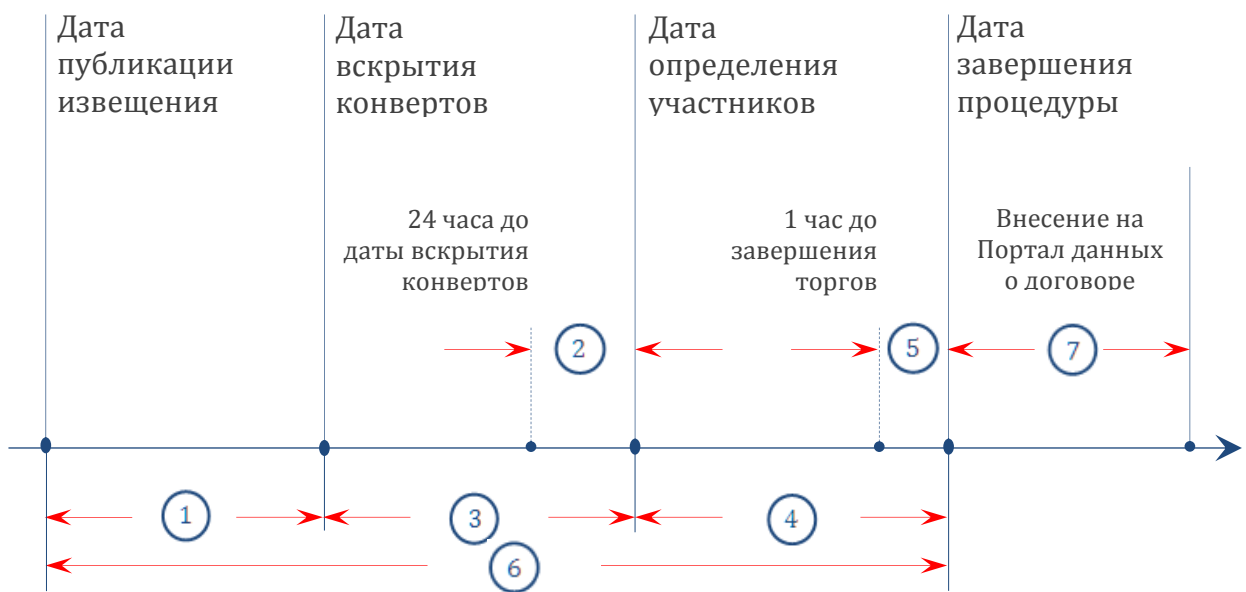 Дата
публикации
извещения
Дата
вскрытия
конвертов
Дата
определения
участников
Дата
завершения
процедуры
24 часа до
даты вскрытия
конвертов
1 час до
завершения
торгов
Внесение на
Портал данных
о договоре
2
5
7
1
3
4
6